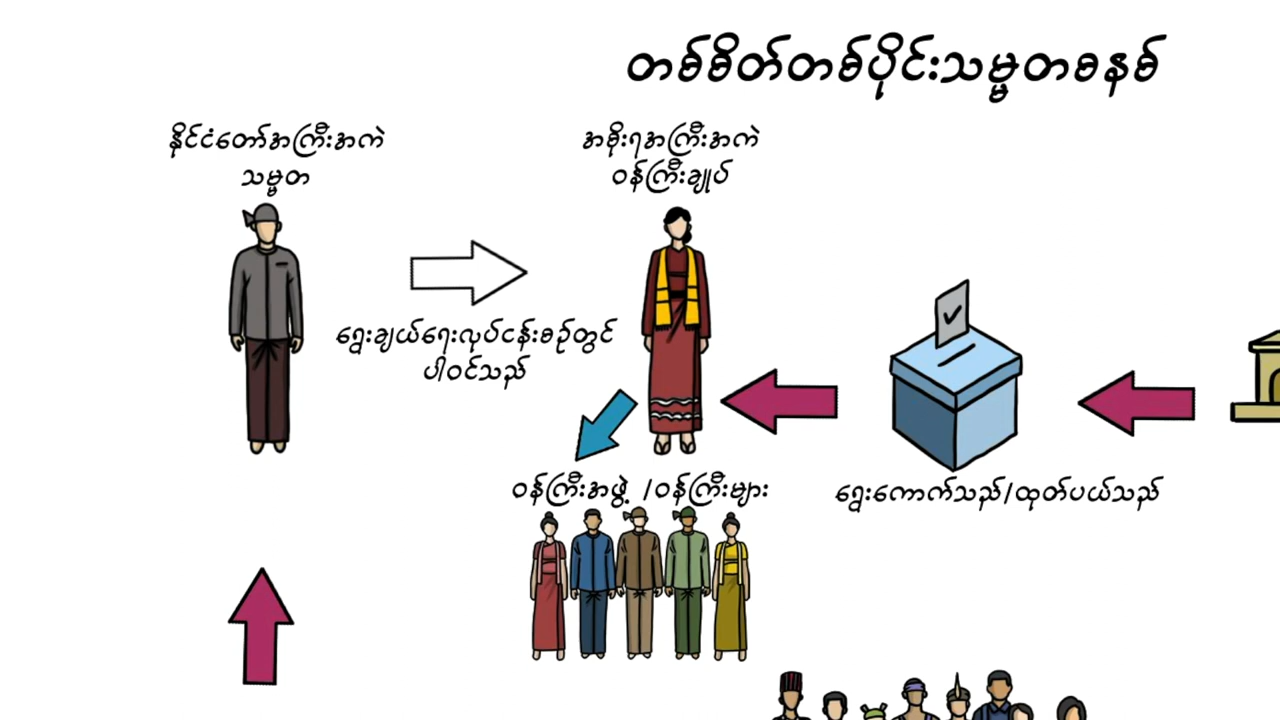 တစ်စိတ်တစ်ပိုင်းသမ္မတစနစ်
နိုင်ငံတော်အကြီးအကဲ
သမ္မတ
အစိုးရအကြီးအကဲ
ဝန်ကြီးချုပ်
ရွေးချယ်ရေးလုပ်ငန်းစဉ်တွင်
ပါဝင်သည်
ဝန်ကြီးအဖွဲ့ /ဝန်ကြီးများ
ရွေးကောက်သည်/ထုတ်ပယ်သည်